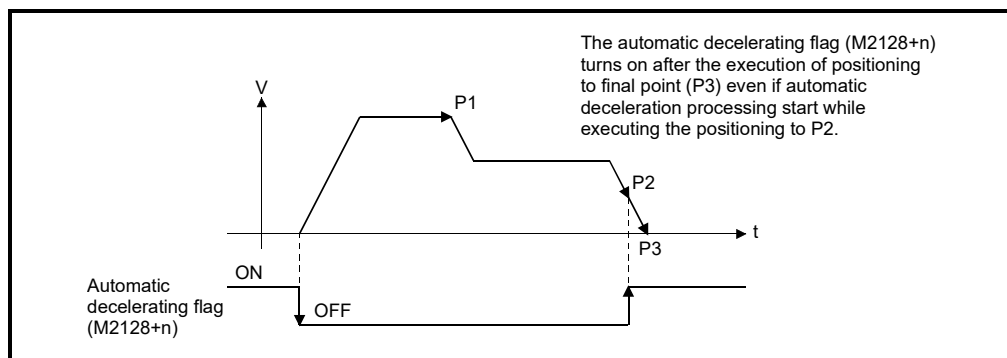 The automatic decelerating flag (M2128+n)
turns on after the execution of positioning
to final point (P3) even if automatic
deceleration processing start while
executing the positioning to P2.
V
P1
P2
t
P3
ON
Automatic
decelerating flag
(M2128+n)
OFF